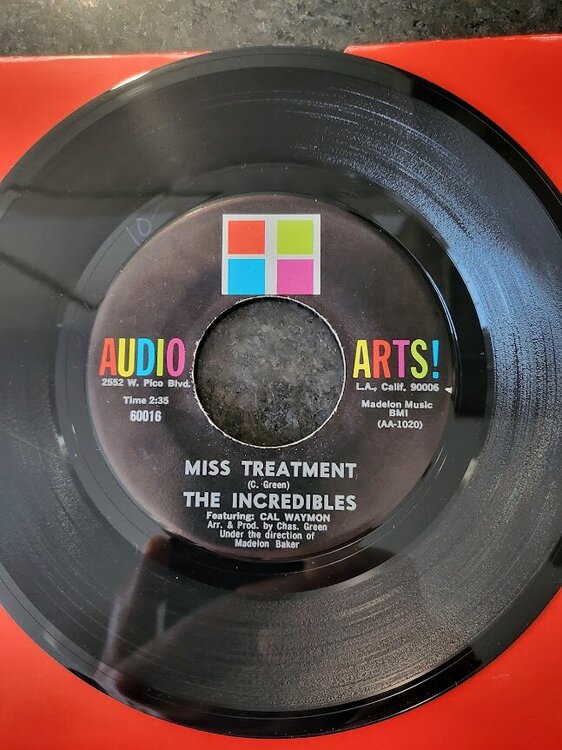 10
AUDIO ARTS!
2552 W. Pico Blvd.
L.A., Calif. 90006
Time 2:35
60016
Madelon Music
BMI
(AA-1020)
MISS TREATMENT
(C. Green)
THE INCREDIBLES
Featuring: CAL WAYMON
Arr. & Prod. by Chas. Green
Under the direction of
Madelon Baker